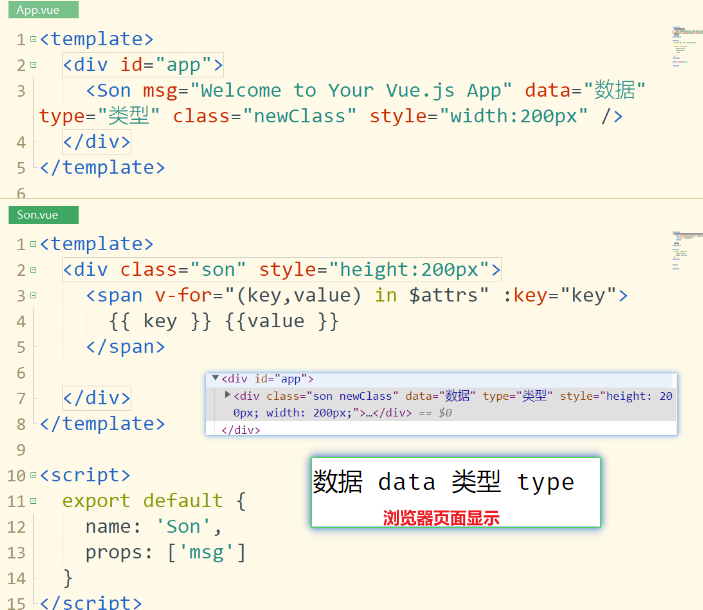 App.vue
1 <template>
2 <div id="app">
3 <Son msg="Welcome to Your Vue.js App" data="数据"
type="类型" class="newClass" style="width:200px" />
4 </div>
5 </template>
6
Son.vue
1 <template>
2 <div class="son" style="height:200px">
3 <span v-for="(key,value) in $attrs" :key="key">
4 {{ key }} {{value }}
5 </span>
6
7 </div>
8 </template>
9
10 <script>
11 export default {
12 name: 'Son',
13 props: ['msg']
14 }
15 </script>
<div id="app">
<div class="son newClass" data="数据" type="类型" style="height: 20
0px; width: 200px;">…</div> == $0
</div>
数据 data 类型 type
浏览器页面显示